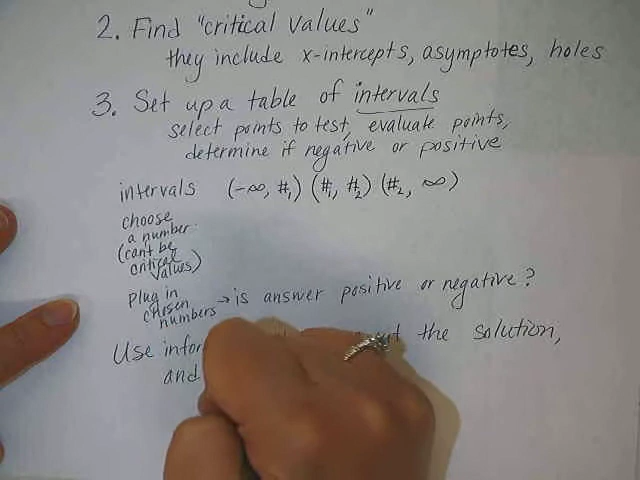 2. Find "critical values"
they include x-intercepts, asymptotes, holes
3. Set up a table of intervals
select points to test, evaluate points,
determine if negative or positive
intervals (-∞, #₁) (#₁, #₂) (#₂, ∞)
choose
a number
(can't be
critical
values)
Plug in
chosen
numbers → is answer positive or negative?
Use the solution,
and